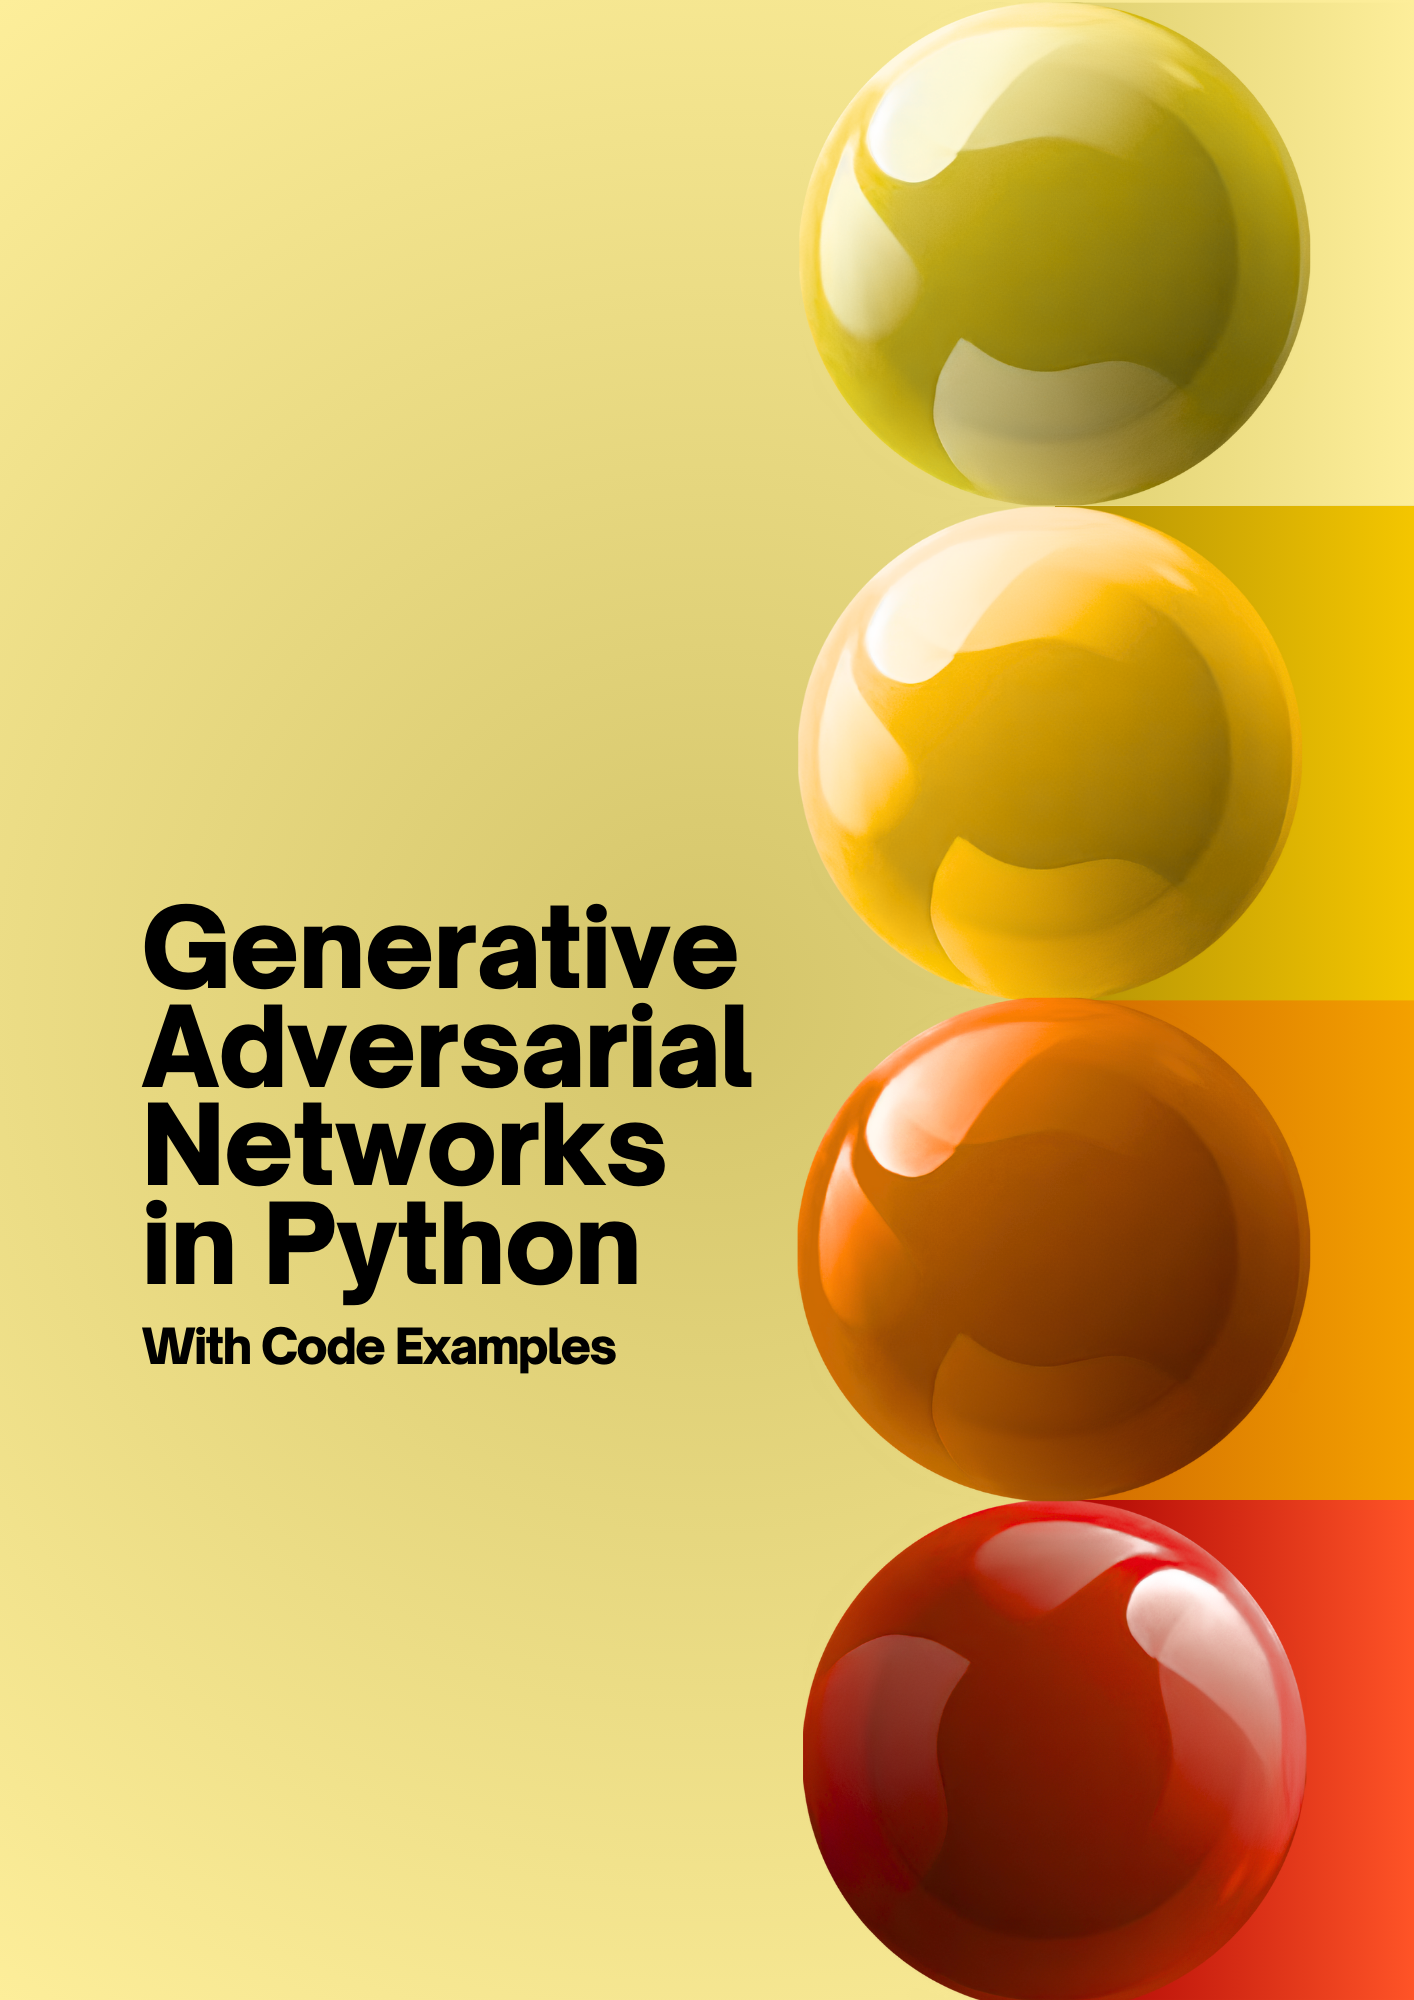 Generative
Adversarial
Networks
in Python
With Code Examples